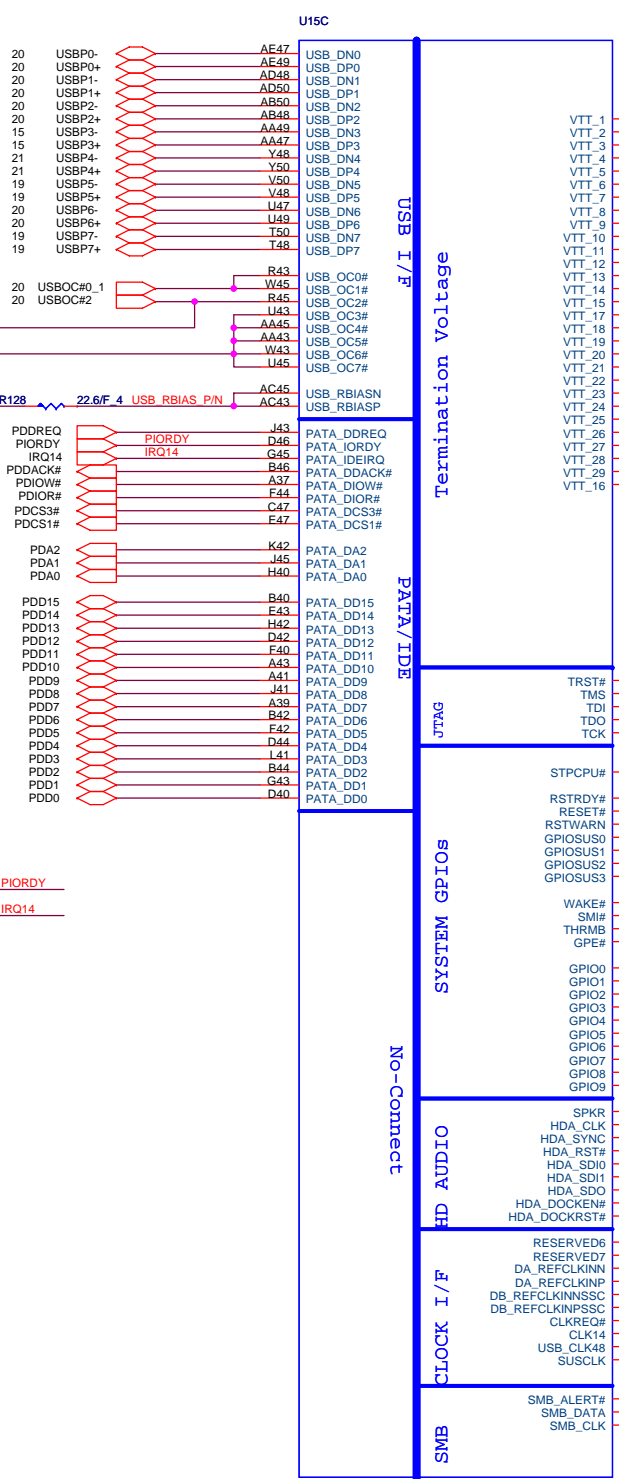 U15C
20 USBP0- AE47 USB_DN0
20 USBP0+ AE49 USB_DP0
20 USBP1- AD48 USB_DN1
20 USBP1+ AD50 USB_DP1
20 USBP2- AB50 USB_DN2
20 USBP2+ AB48 USB_DP2
15 USBP3- AA49 USB_DN3
15 USBP3+ AA47 USB_DP3
21 USBP4- Y48 USB_DN4
21 USBP4+ Y50 USB_DP4
19 USBP5- V50 USB_DN5
19 USBP5+ V48 USB_DP5
20 USBP6- U47 USB_DN6
20 USBP6+ U49 USB_DP6
19 USBP7- T50 USB_DN7
19 USBP7+ T48 USB_DP7
R43 USB_OC0#
20 USBOC#0_1 W45 USB_OC1#
20 USBOC#2 R45 USB_OC2#
U43 USB_OC3#
AA45 USB_OC4#
AA43 USB_OC5#
W43 USB_OC6#
U45 USB_OC7#
AC45 USB_RBIASN
R128 22.6/F_4 USB_RBIAS_P/N AC43 USB_RBIASP
USB I/F
PDDREQ J43 PATA_DDREQ
PIORDY PIORDY D46 PATA_IORDY
IRQ14 IRQ14 G45 PATA_IDEIRQ
PDDACK# B46 PATA_DDACK#
PDIOW# A37 PATA_DIOW#
PDIOR# F44 PATA_DIOR#
PDCS3# C47 PATA_DCS3#
PDCS1# E47 PATA_DCS1#
PDA2 K42 PATA_DA2
PDA1 J45 PATA_DA1
PDA0 H40 PATA_DA0
PDD15 B40 PATA_DD15
PDD14 E43 PATA_DD14
PDD13 H42 PATA_DD13
PDD12 D42 PATA_DD12
PDD11 F40 PATA_DD11
PDD10 A43 PATA_DD10
PDD9 A41 PATA_DD9
PDD8 J41 PATA_DD8
PDD7 A39 PATA_DD7
PDD6 B42 PATA_DD6
PDD5 F42 PATA_DD5
PDD4 D44 PATA_DD4
PDD3 L41 PATA_DD3
PDD2 B44 PATA_DD2
PDD1 G43 PATA_DD1
PDD0 D40 PATA_DD0
PATA/IDE
PIORDY
IRQ14
No-Connect
Termination Voltage
VTT_1
VTT_2
VTT_3
VTT_4
VTT_5
VTT_6
VTT_7
VTT_8
VTT_9
VTT_10
VTT_11
VTT_12
VTT_13
VTT_14
VTT_15
VTT_17
VTT_18
VTT_19
VTT_20
VTT_21
VTT_22
VTT_23
VTT_24
VTT_25
VTT_26
VTT_27
VTT_28
VTT_29
VTT_16
JTAG
TRST#
TMS
TDI
TDO
TCK
SYSTEM GPIOs
STPCPU#
RSTRDY#
RESET#
RSTWARN
GPIOSUS0
GPIOSUS1
GPIOSUS2
GPIOSUS3
WAKE#
SMI#
THRMB
GPE#
GPIO0
GPIO1
GPIO2
GPIO3
GPIO4
GPIO5
GPIO6
GPIO7
GPIO8
GPIO9
HD AUDIO
SPKR
HDA_CLK
HDA_SYNC
HDA_RST#
HDA_SDI0
HDA_SDI1
HDA_SDO
HDA_DOCKEN#
HDA_DOCKRST#
CLOCK I/F
RESERVED6
RESERVED7
DA_REFCLKINN
DA_REFCLKINP
DB_REFCLKINNSSC
DB_REFCLKINPSSC
CLKREQ#
CLK14
USB_CLK48
SUSCLK
SMB
SMB_ALERT#
SMB_DATA
SMB_CLK